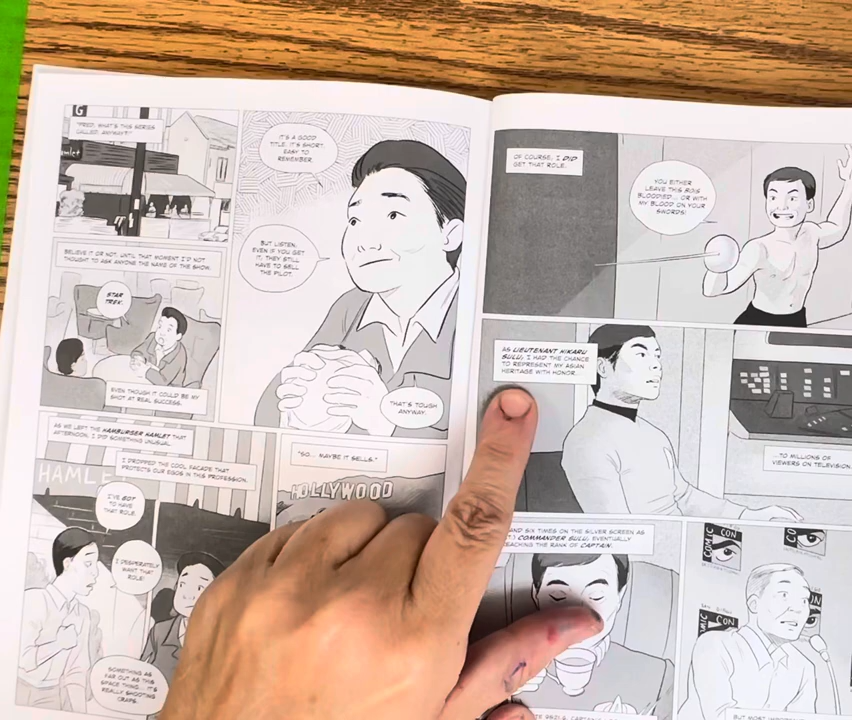 "FRED, WHAT'S THIS SERIES
CALLED, ANYWAY?"
IT'S A GOOD
TITLE. IT'S SHORT,
EASY TO
REMEMBER.
BUT LISTEN,
EVEN IF YOU GET
IT, THEY STILL
HAVE TO SELL
THE PILOT.
THAT'S TOUGH
ANYWAY.
BELIEVE IT OR NOT, UNTIL THAT MOMENT I'D NOT
THOUGHT TO ASK ANYONE THE NAME OF THE SHOW.
STAR
TREK.
EVEN THOUGH IT COULD BE MY
SHOT AT REAL SUCCESS.
AS WE LEFT THE HAMBURGER HAMLET THAT
AFTERNOON, I DID SOMETHING UNUSUAL.
I DROPPED THE COOL FACADE THAT
PROTECTS OUR EGOS IN THIS PROFESSION.
HAMLE
I'VE GOT
TO HAVE
THAT ROLE.
I DESPERATELY
WANT THAT
ROLE!
SOMETHING AS
FAR OUT AS THIS
SPACE THING... IT'S
REALLY SHOOTING
CRAPS.
"SO... MAYBE IT SELLS."
HOLLYWOOD
OF COURSE, I DID
GET THAT ROLE.
YOU EITHER
LEAVE THIS RIGS
BLOODIED... OR WITH
MY BLOOD ON YOUR
SWORDS!
AS LIEUTENANT HIKARU
SULU, I HAD THE CHANCE
TO REPRESENT MY ASIAN
HERITAGE WITH HONOR...
...TO MILLIONS OF
VIEWERS ON TELEVISION.
AND SIX TIMES ON THE SILVER SCREEN AS
COMMANDER SULU, EVENTUALLY
REACHING THE RANK OF CAPTAIN.
COMIC
CON
INTERNATIONAL
CO
SAN DIEGO
COMIC
CON
BUT MOST